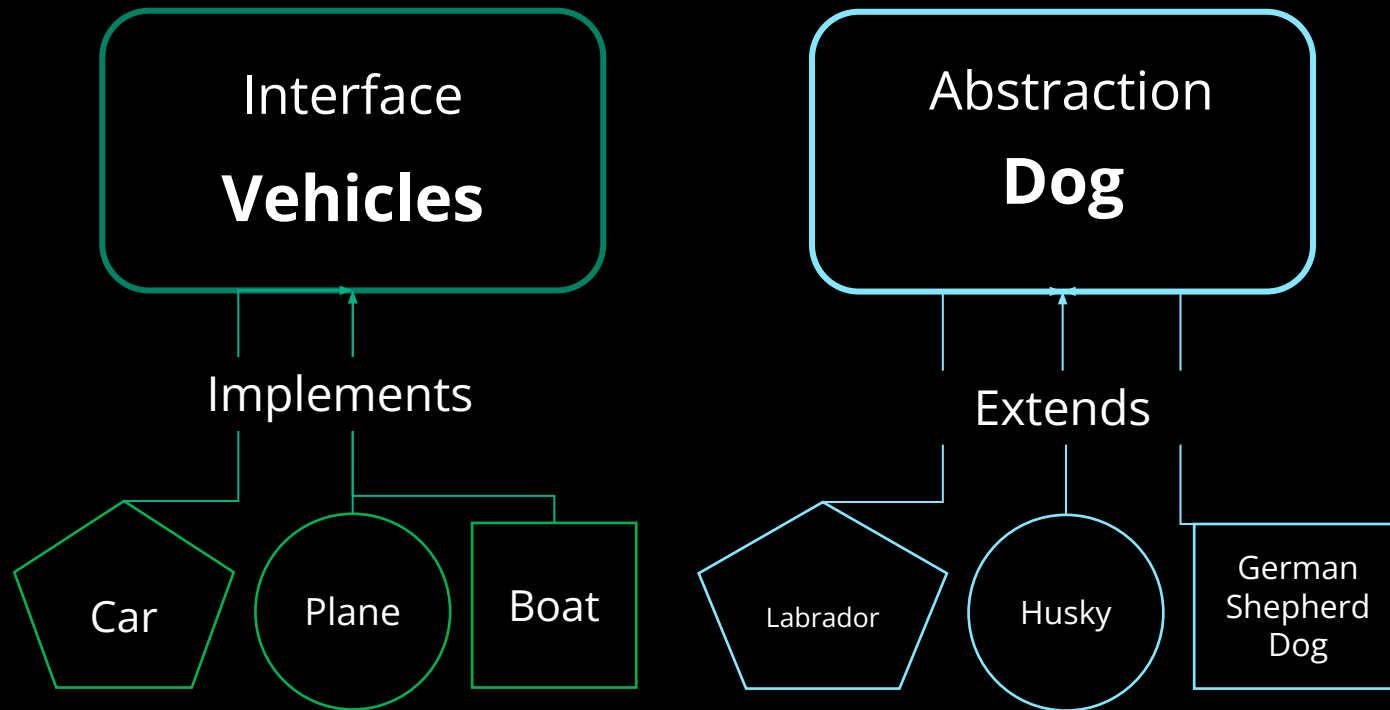 Interface
Vehicles
Implements
Car
Plane
Boat
Abstraction
Dog
Extends
Labrador
Husky
German
Shepherd
Dog